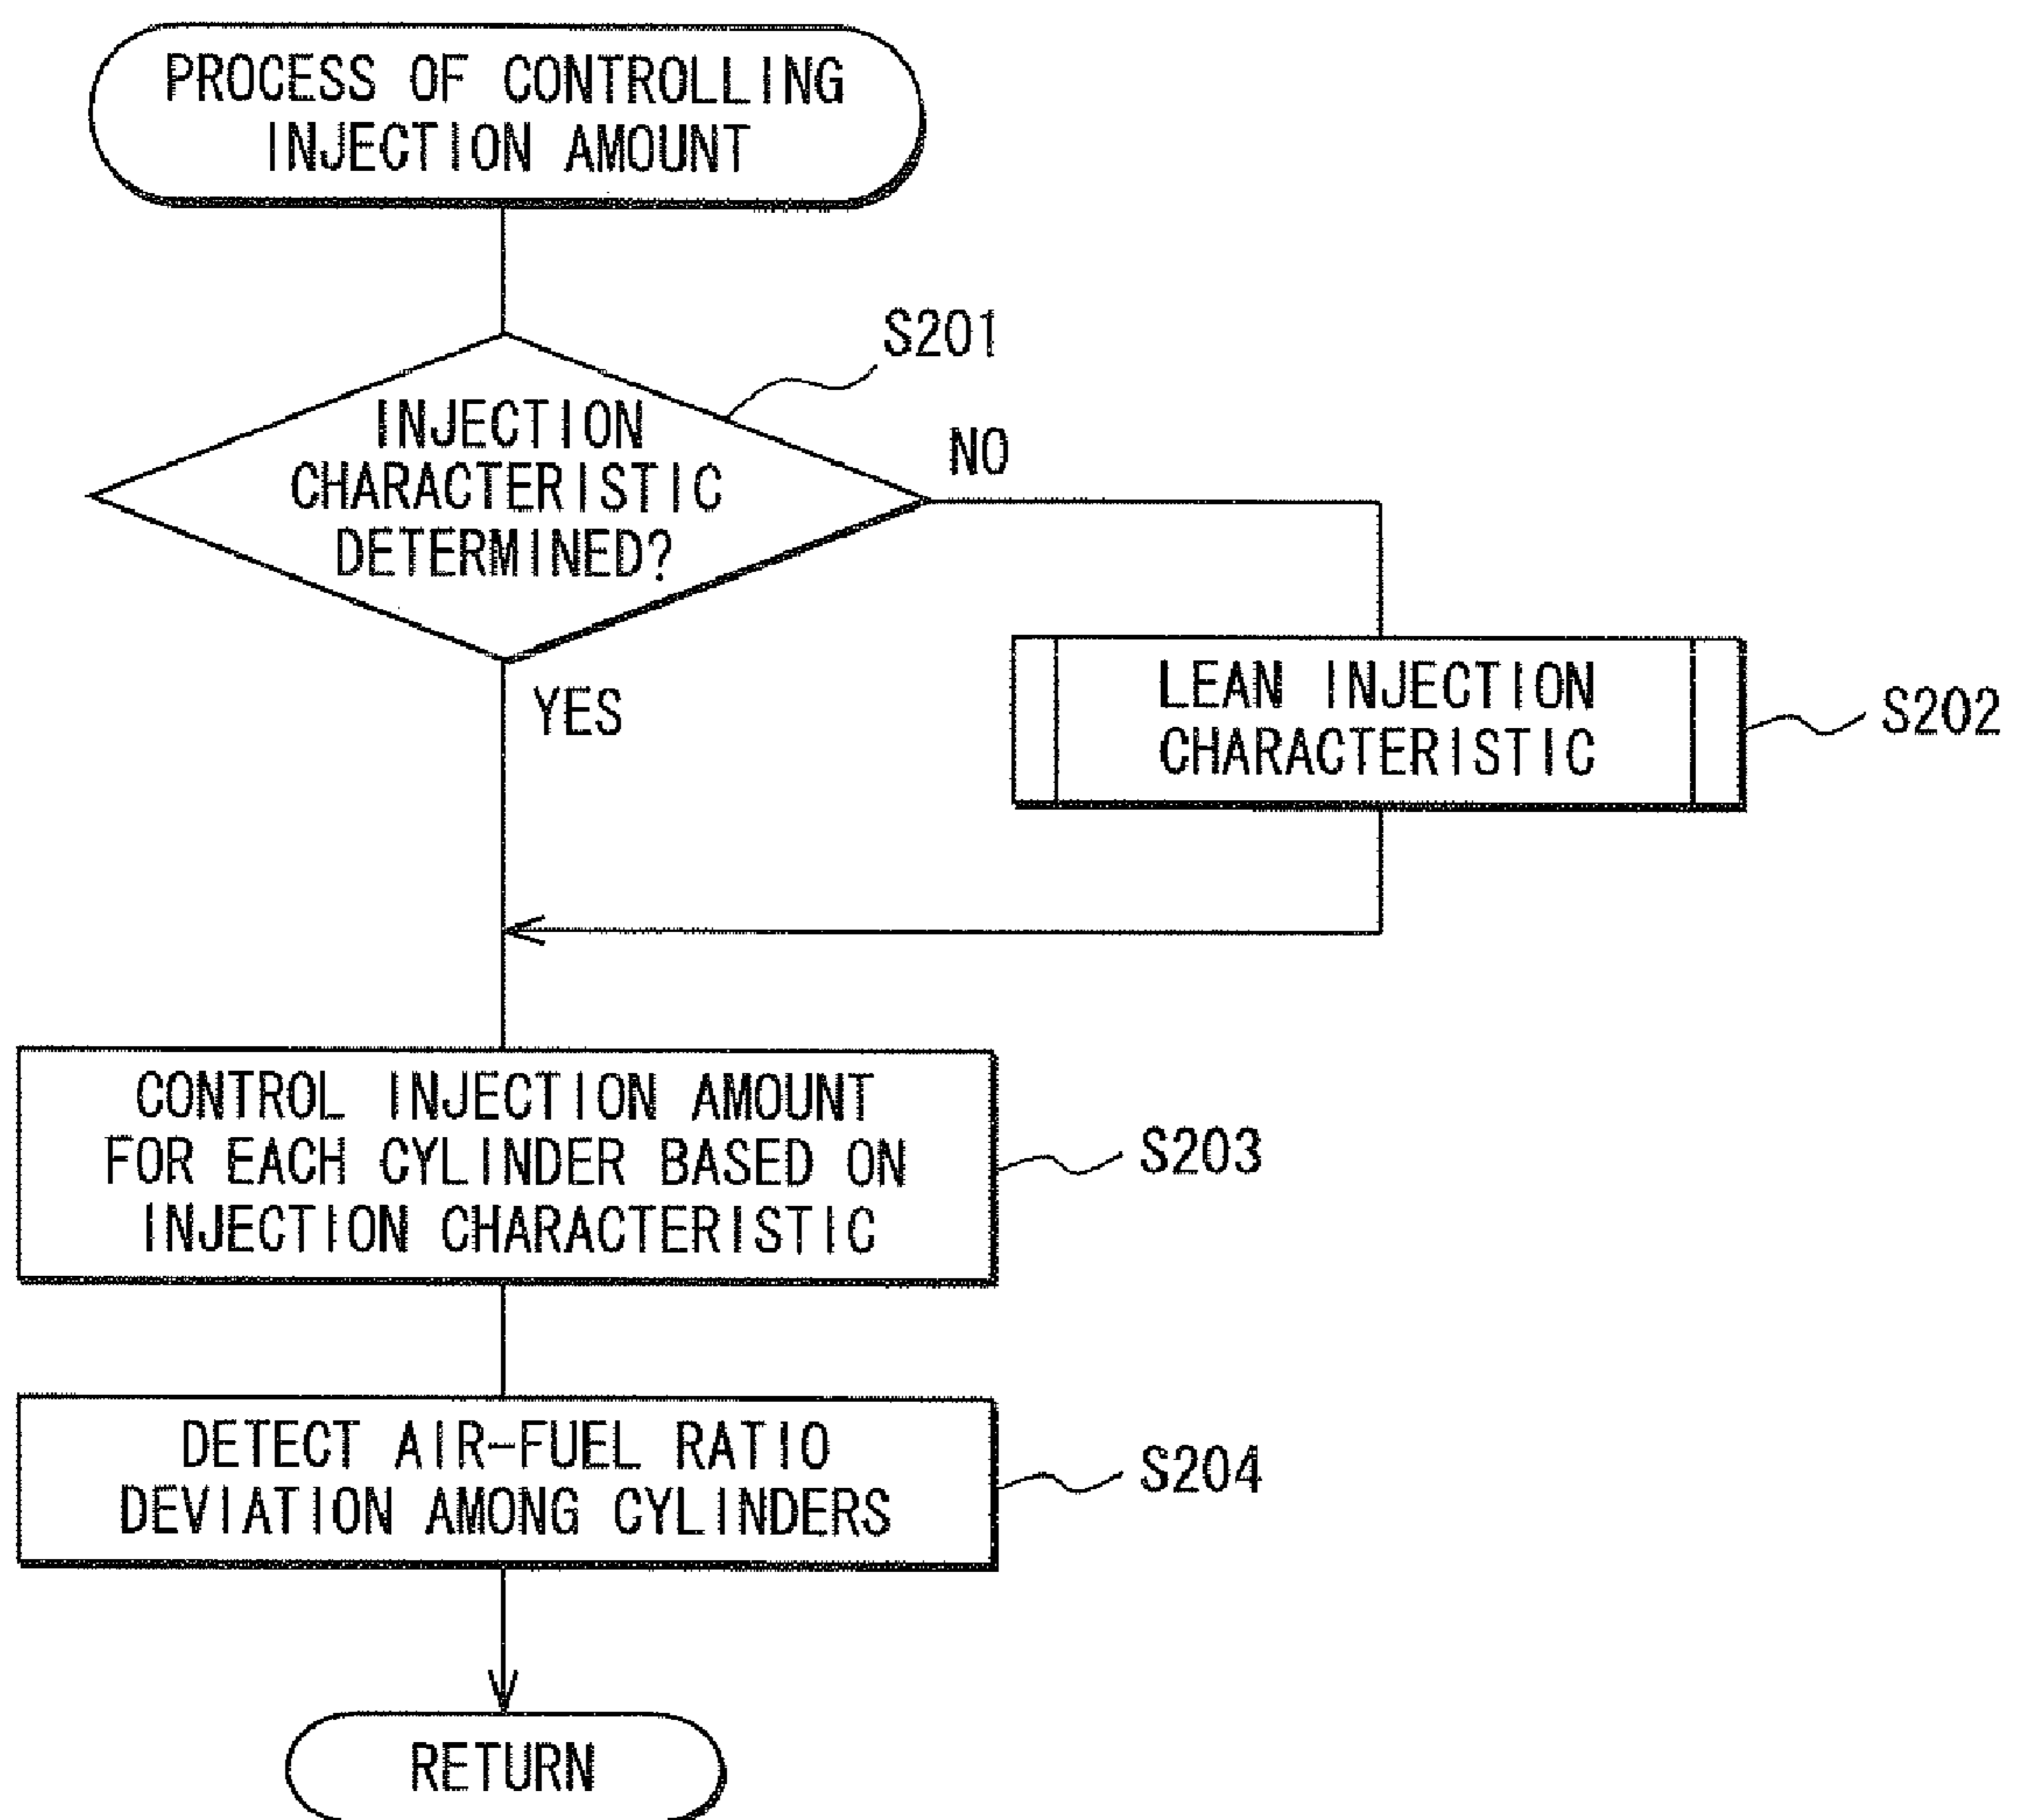 PROCESS OF CONTROLLING
INJECTION AMOUNT
S201
INJECTION
CHARACTERISTIC
DETERMINED?
NO
YES
LEAN INJECTION
CHARACTERISTIC
S202
CONTROL INJECTION AMOUNT
FOR EACH CYLINDER BASED ON
INJECTION CHARACTERISTIC
S203
DETECT AIR-FUEL RATIO
DEVIATION AMONG CYLINDERS
S204
RETURN